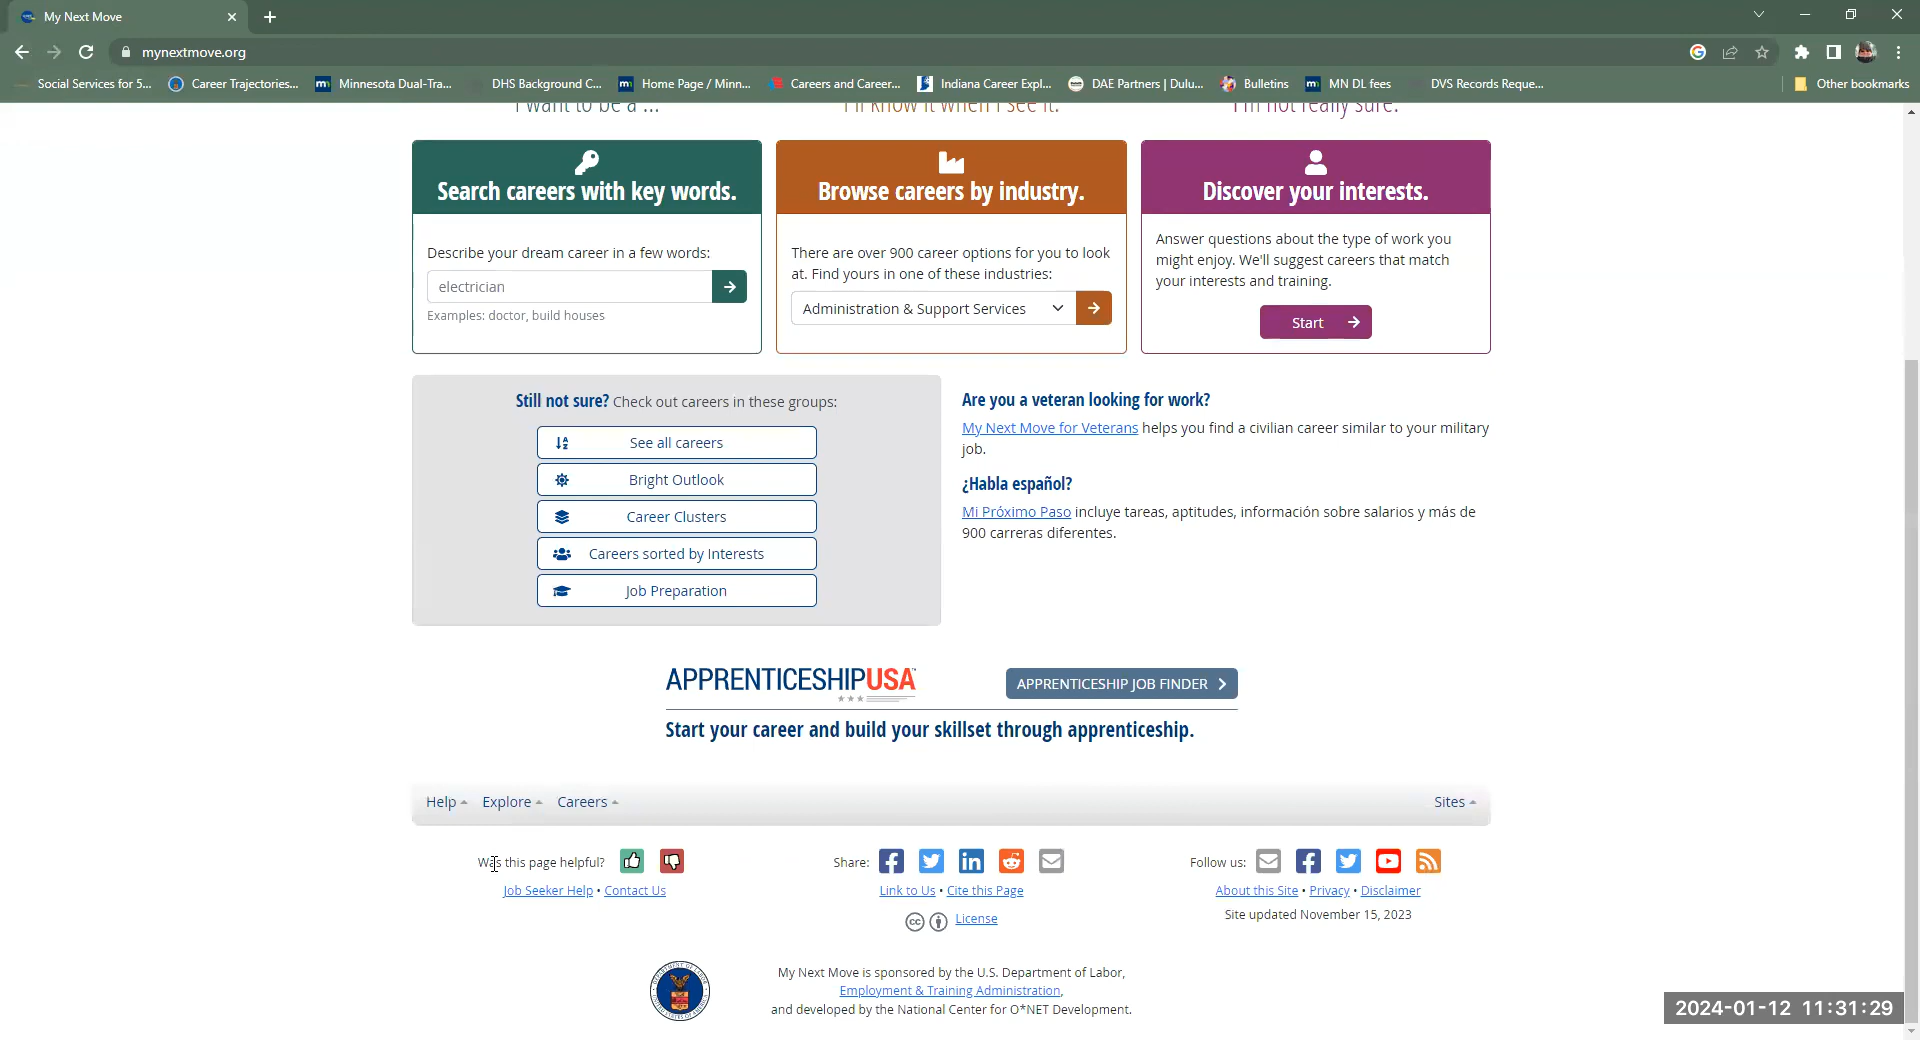 My Next Move
mynextmove.org
Social Services for 5...
Career Trajectories...
Minnesota Dual-Tra...
DHS Background C...
Home Page / Minn...
Careers and Career...
Indiana Career Expl...
DAE Partners | Dulu...
Bulletins
MN DL fees
DVS Records Reque...
Other bookmarks
I want to be a ...
I'll know it when I see it.
I'm not really sure.
Search careers with key words.
Describe your dream career in a few words:
electrician
Examples: doctor, build houses
Browse careers by industry.
There are over 900 career options for you to look
at. Find yours in one of these industries:
Administration & Support Services
Discover your interests.
Answer questions about the type of work you
might enjoy. We'll suggest careers that match
your interests and training.
Start
Still not sure? Check out careers in these groups:
See all careers
Bright Outlook
Career Clusters
Careers sorted by Interests
Job Preparation
Are you a veteran looking for work?
My Next Move for Veterans helps you find a civilian career similar to your military
job.
¿Habla español?
Mi Próximo Paso incluye tareas, aptitudes, información sobre salarios y más de
900 carreras diferentes.
APPRENTICESHIPUSA
APPRENTICESHIP JOB FINDER
Start your career and build your skillset through apprenticeship.
Help Explore Careers Sites
Was this page helpful?
Job Seeker Help • Contact Us
Share:
Link to Us • Cite this Page
License
Follow us:
About this Site • Privacy • Disclaimer
Site updated November 15, 2023
My Next Move is sponsored by the U.S. Department of Labor,
Employment & Training Administration,
and developed by the National Center for O*NET Development.
2024-01-12 11:31:29